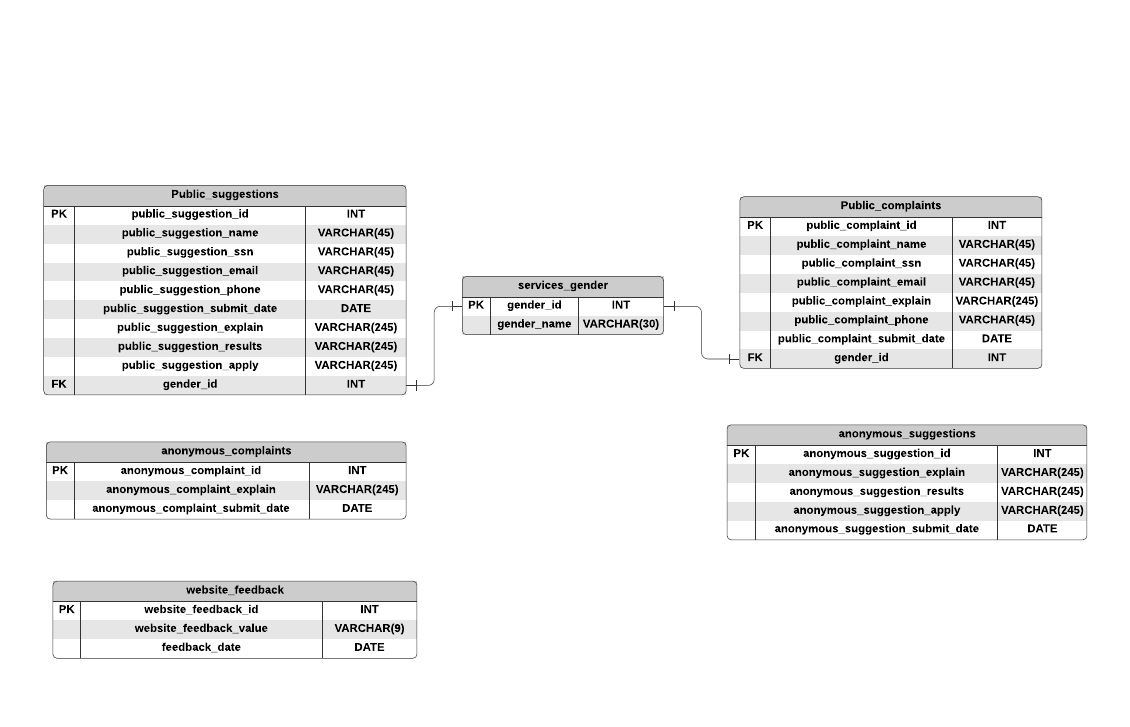 Public_suggestions
PK public_suggestion_id INT
public_suggestion_name VARCHAR(45)
public_suggestion_ssn VARCHAR(45)
public_suggestion_email VARCHAR(45)
public_suggestion_phone VARCHAR(45)
public_suggestion_submit_date DATE
public_suggestion_explain VARCHAR(245)
public_suggestion_results VARCHAR(245)
public_suggestion_apply VARCHAR(245)
FK gender_id INT
services_gender
PK gender_id INT
gender_name VARCHAR(30)
Public_complaints
PK public_complaint_id INT
public_complaint_name VARCHAR(45)
public_complaint_ssn VARCHAR(45)
public_complaint_email VARCHAR(45)
public_complaint_explain VARCHAR(245)
public_complaint_phone VARCHAR(45)
public_complaint_submit_date DATE
FK gender_id INT
anonymous_complaints
PK anonymous_complaint_id INT
anonymous_complaint_explain VARCHAR(245)
anonymous_complaint_submit_date DATE
anonymous_suggestions
PK anonymous_suggestion_id INT
anonymous_suggestion_explain VARCHAR(245)
anonymous_suggestion_results VARCHAR(245)
anonymous_suggestion_apply VARCHAR(245)
anonymous_suggestion_submit_date DATE
website_feedback
PK website_feedback_id INT
website_feedback_value VARCHAR(9)
feedback_date DATE